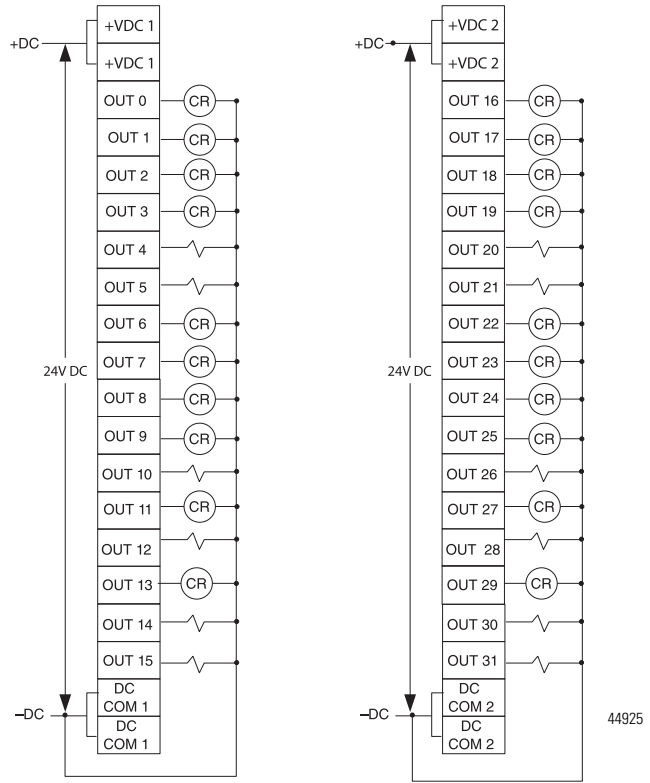 +VDC 1
+DC
+VDC 1
OUT 0 CR
OUT 1 CR
OUT 2 CR
OUT 3 CR
OUT 4
OUT 5
OUT 6 CR
OUT 7 CR
24V DC
OUT 8 CR
OUT 9 CR
OUT 10
OUT 11 CR
OUT 12
OUT 13 CR
OUT 14
OUT 15
DC
COM 1
–DC
DC
COM 1
+VDC 2
+DC
+VDC 2
OUT 16 CR
OUT 17 CR
OUT 18 CR
OUT 19 CR
OUT 20
OUT 21
OUT 22 CR
OUT 23 CR
24V DC
OUT 24 CR
OUT 25 CR
OUT 26
OUT 27 CR
OUT 28
OUT 29 CR
OUT 30
OUT 31
DC
COM 2
–DC
DC
COM 2
44925